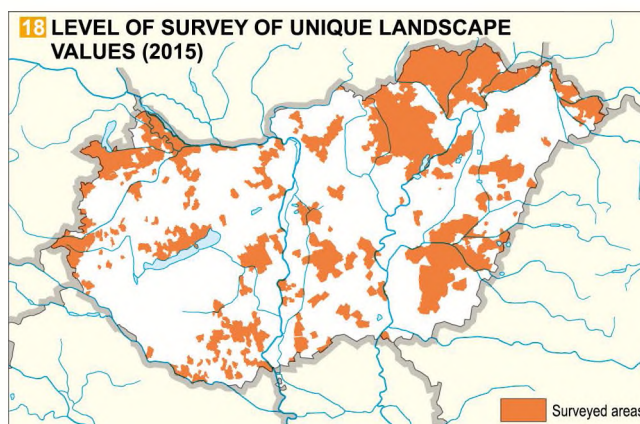 18 LEVEL OF SURVEY OF UNIQUE LANDSCAPE
VALUES (2015)
Surveyed areas